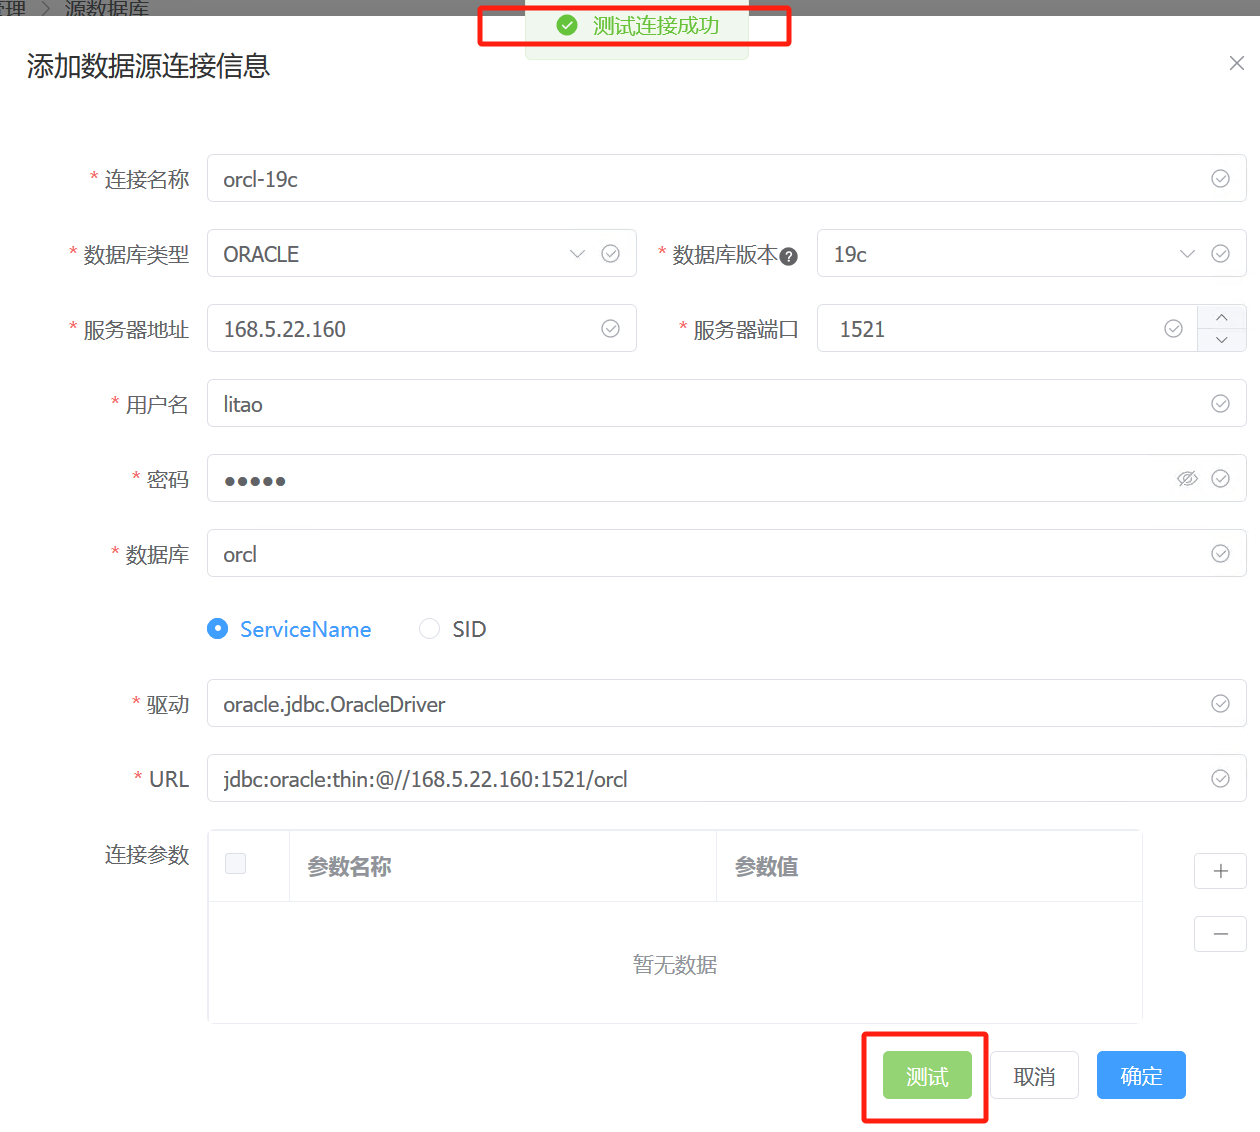 管理 > 源数据库
测试连接成功
添加数据源连接信息
* 连接名称 orcl-19c
* 数据库类型 ORACLE * 数据库版本 ? 19c
* 服务器地址 168.5.22.160 * 服务器端口 1521
* 用户名 litao
* 密码 ●●●●●
* 数据库 orcl
ServiceName SID
* 驱动 oracle.jdbc.OracleDriver
* URL jdbc:oracle:thin:@//168.5.22.160:1521/orcl
连接参数 参数名称 参数值
暂无数据
测试 取消 确定